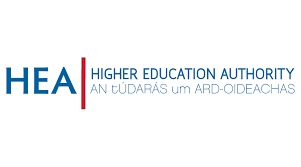 HEA
HIGHER EDUCATION AUTHORITY
AN tÚDARÁS um ARD-OIDEACHAS